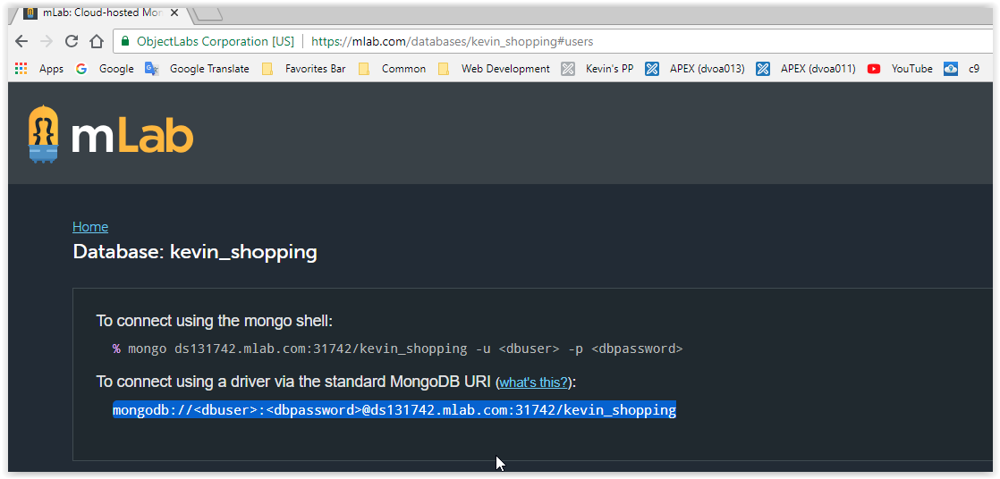 mLab: Cloud-hosted Mon
ObjectLabs Corporation [US] | https://mlab.com/databases/kevin_shopping#users
Apps Google Google Translate Favorites Bar Common Web Development Kevin's PP APEX (dvoa013) APEX (dvoa011) YouTube c9
mLab
Home
Database: kevin_shopping
To connect using the mongo shell:
% mongo ds131742.mlab.com:31742/kevin_shopping -u <dbuser> -p <dbpassword>
To connect using a driver via the standard MongoDB URI (what's this?):
mongodb://<dbuser>:<dbpassword>@ds131742.mlab.com:31742/kevin_shopping